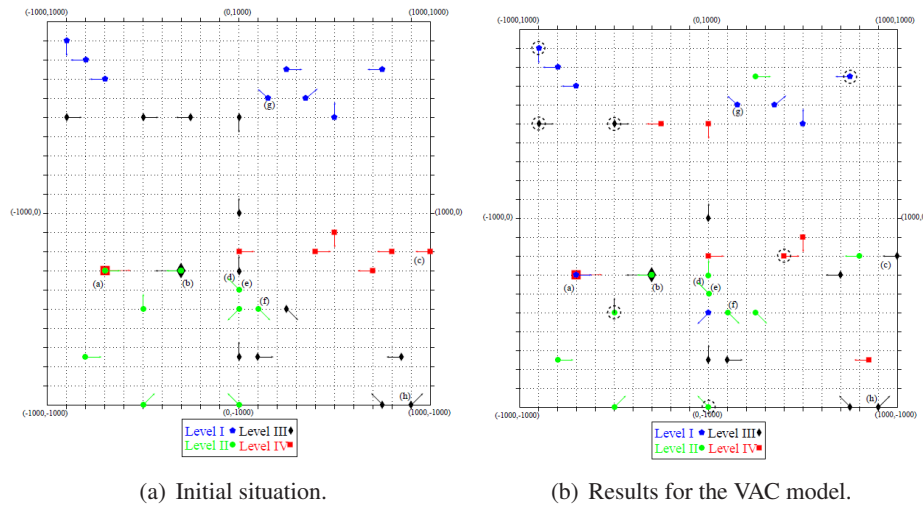 (-1000,1000) (0,1000) (1000,1000)
(g)
(-1000,0) (1000,0)
(c)
(a) (b) (d) (e)
(f)
(h)
(-1000,-1000) (0,-1000) (1000,-1000)
Level I Level III
Level II Level IV
(a) Initial situation.
(-1000,1000) (0,1000) (1000,1000)
(g)
(-1000,0) (1000,0)
(c)
(a) (b) (d) (e)
(f)
(h)
(-1000,-1000) (0,-1000) (1000,-1000)
Level I Level III
Level II Level IV
(b) Results for the VAC model.